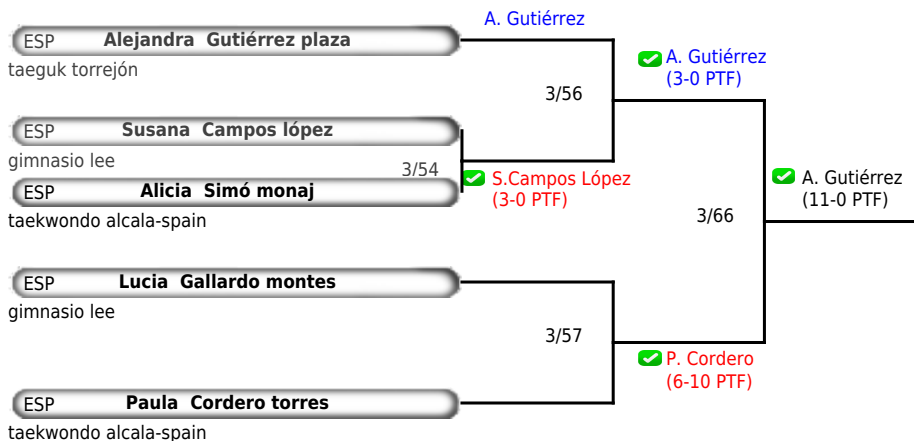 A. Gutiérrez
ESP Alejandra Gutiérrez plaza
taeguk torrejón
A. Gutiérrez
(3-0 PTF)
3/56
ESP Susana Campos lópez
gimnasio lee
3/54
S.Campos López
(3-0 PTF)
ESP Alicia Simó monaj
taekwondo alcala-spain
A. Gutiérrez
(11-0 PTF)
3/66
ESP Lucia Gallardo montes
gimnasio lee
3/57
P. Cordero
(6-10 PTF)
ESP Paula Cordero torres
taekwondo alcala-spain